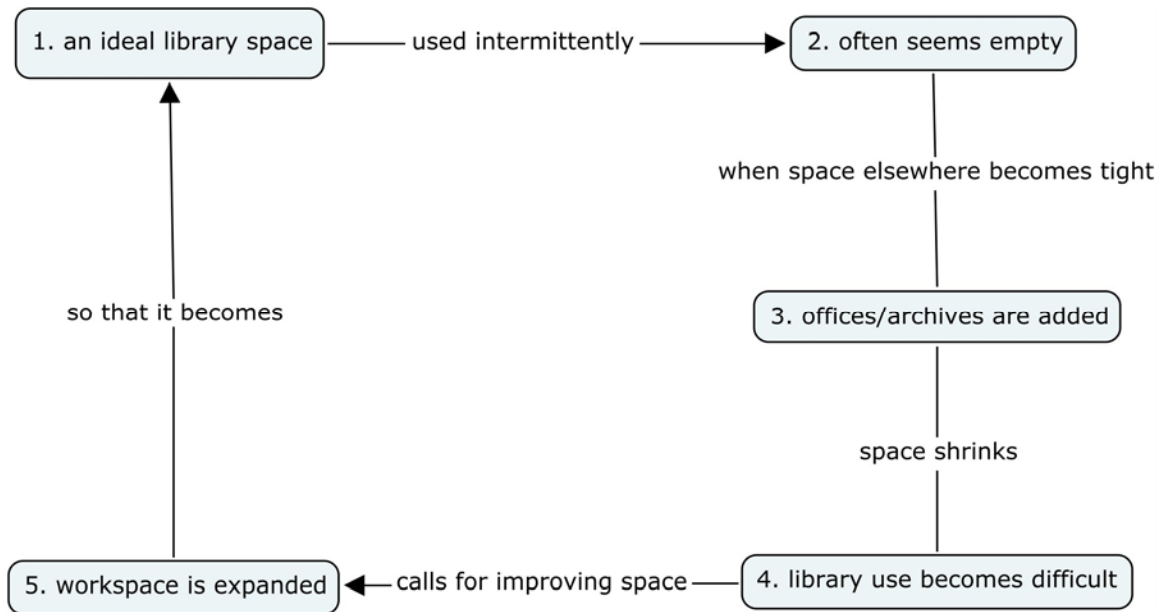 1. an ideal library space
used intermittently
2. often seems empty
when space elsewhere becomes tight
3. offices/archives are added
space shrinks
4. library use becomes difficult
calls for improving space
5. workspace is expanded
so that it becomes